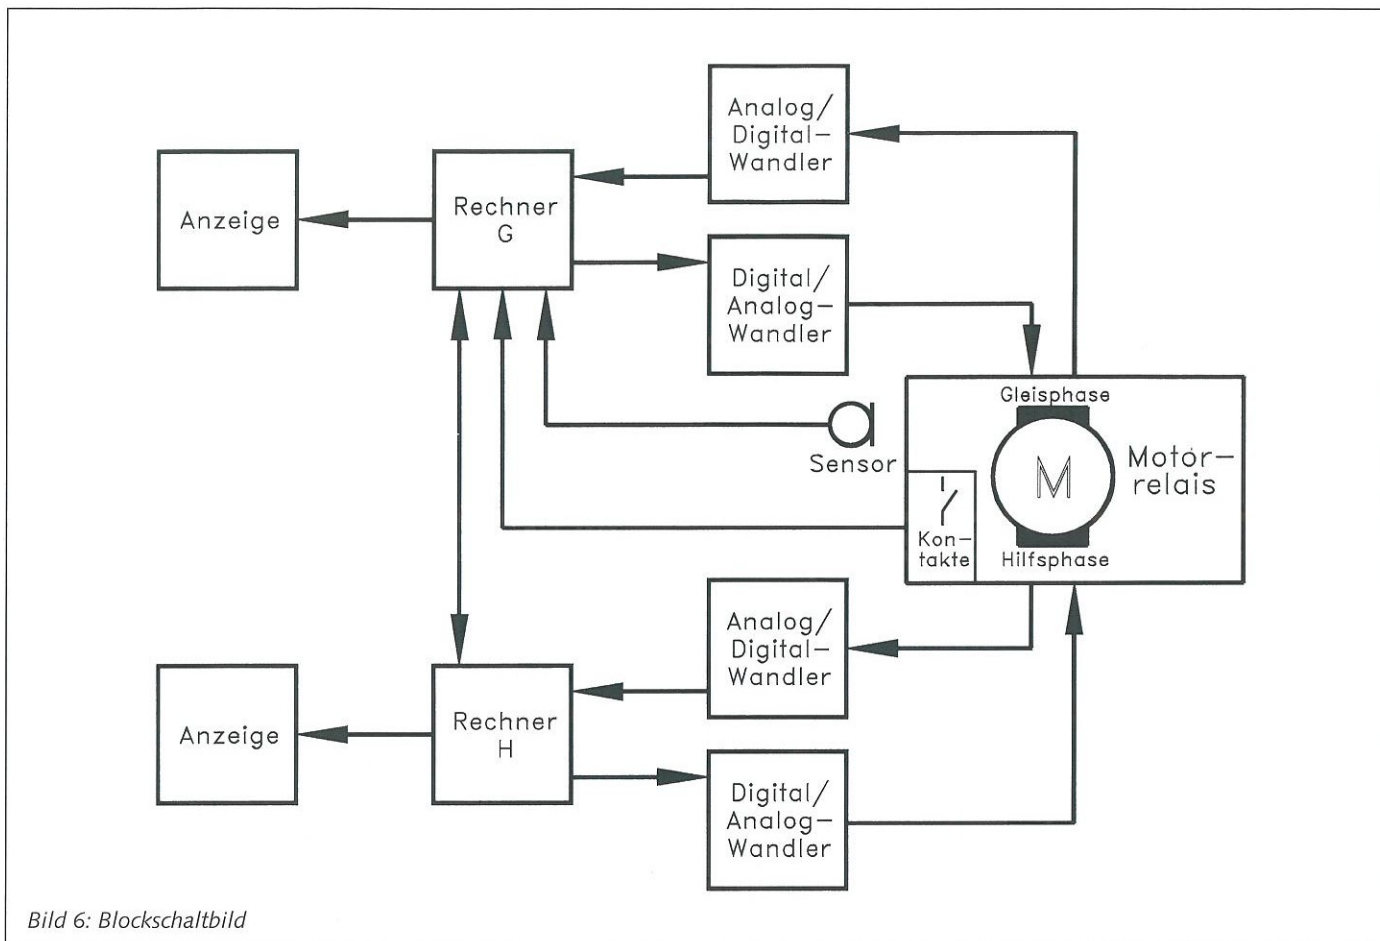 Analog/
Digital-
Wandler
Anzeige
Rechner
G
Digital/
Analog-
Wandler
Gleisphase
Sensor
M
Motor-
relais
Kon-
takte
Hilfsphase
Analog/
Digital-
Wandler
Anzeige
Rechner
H
Digital/
Analog-
Wandler
Bild 6: Blockschaltbild